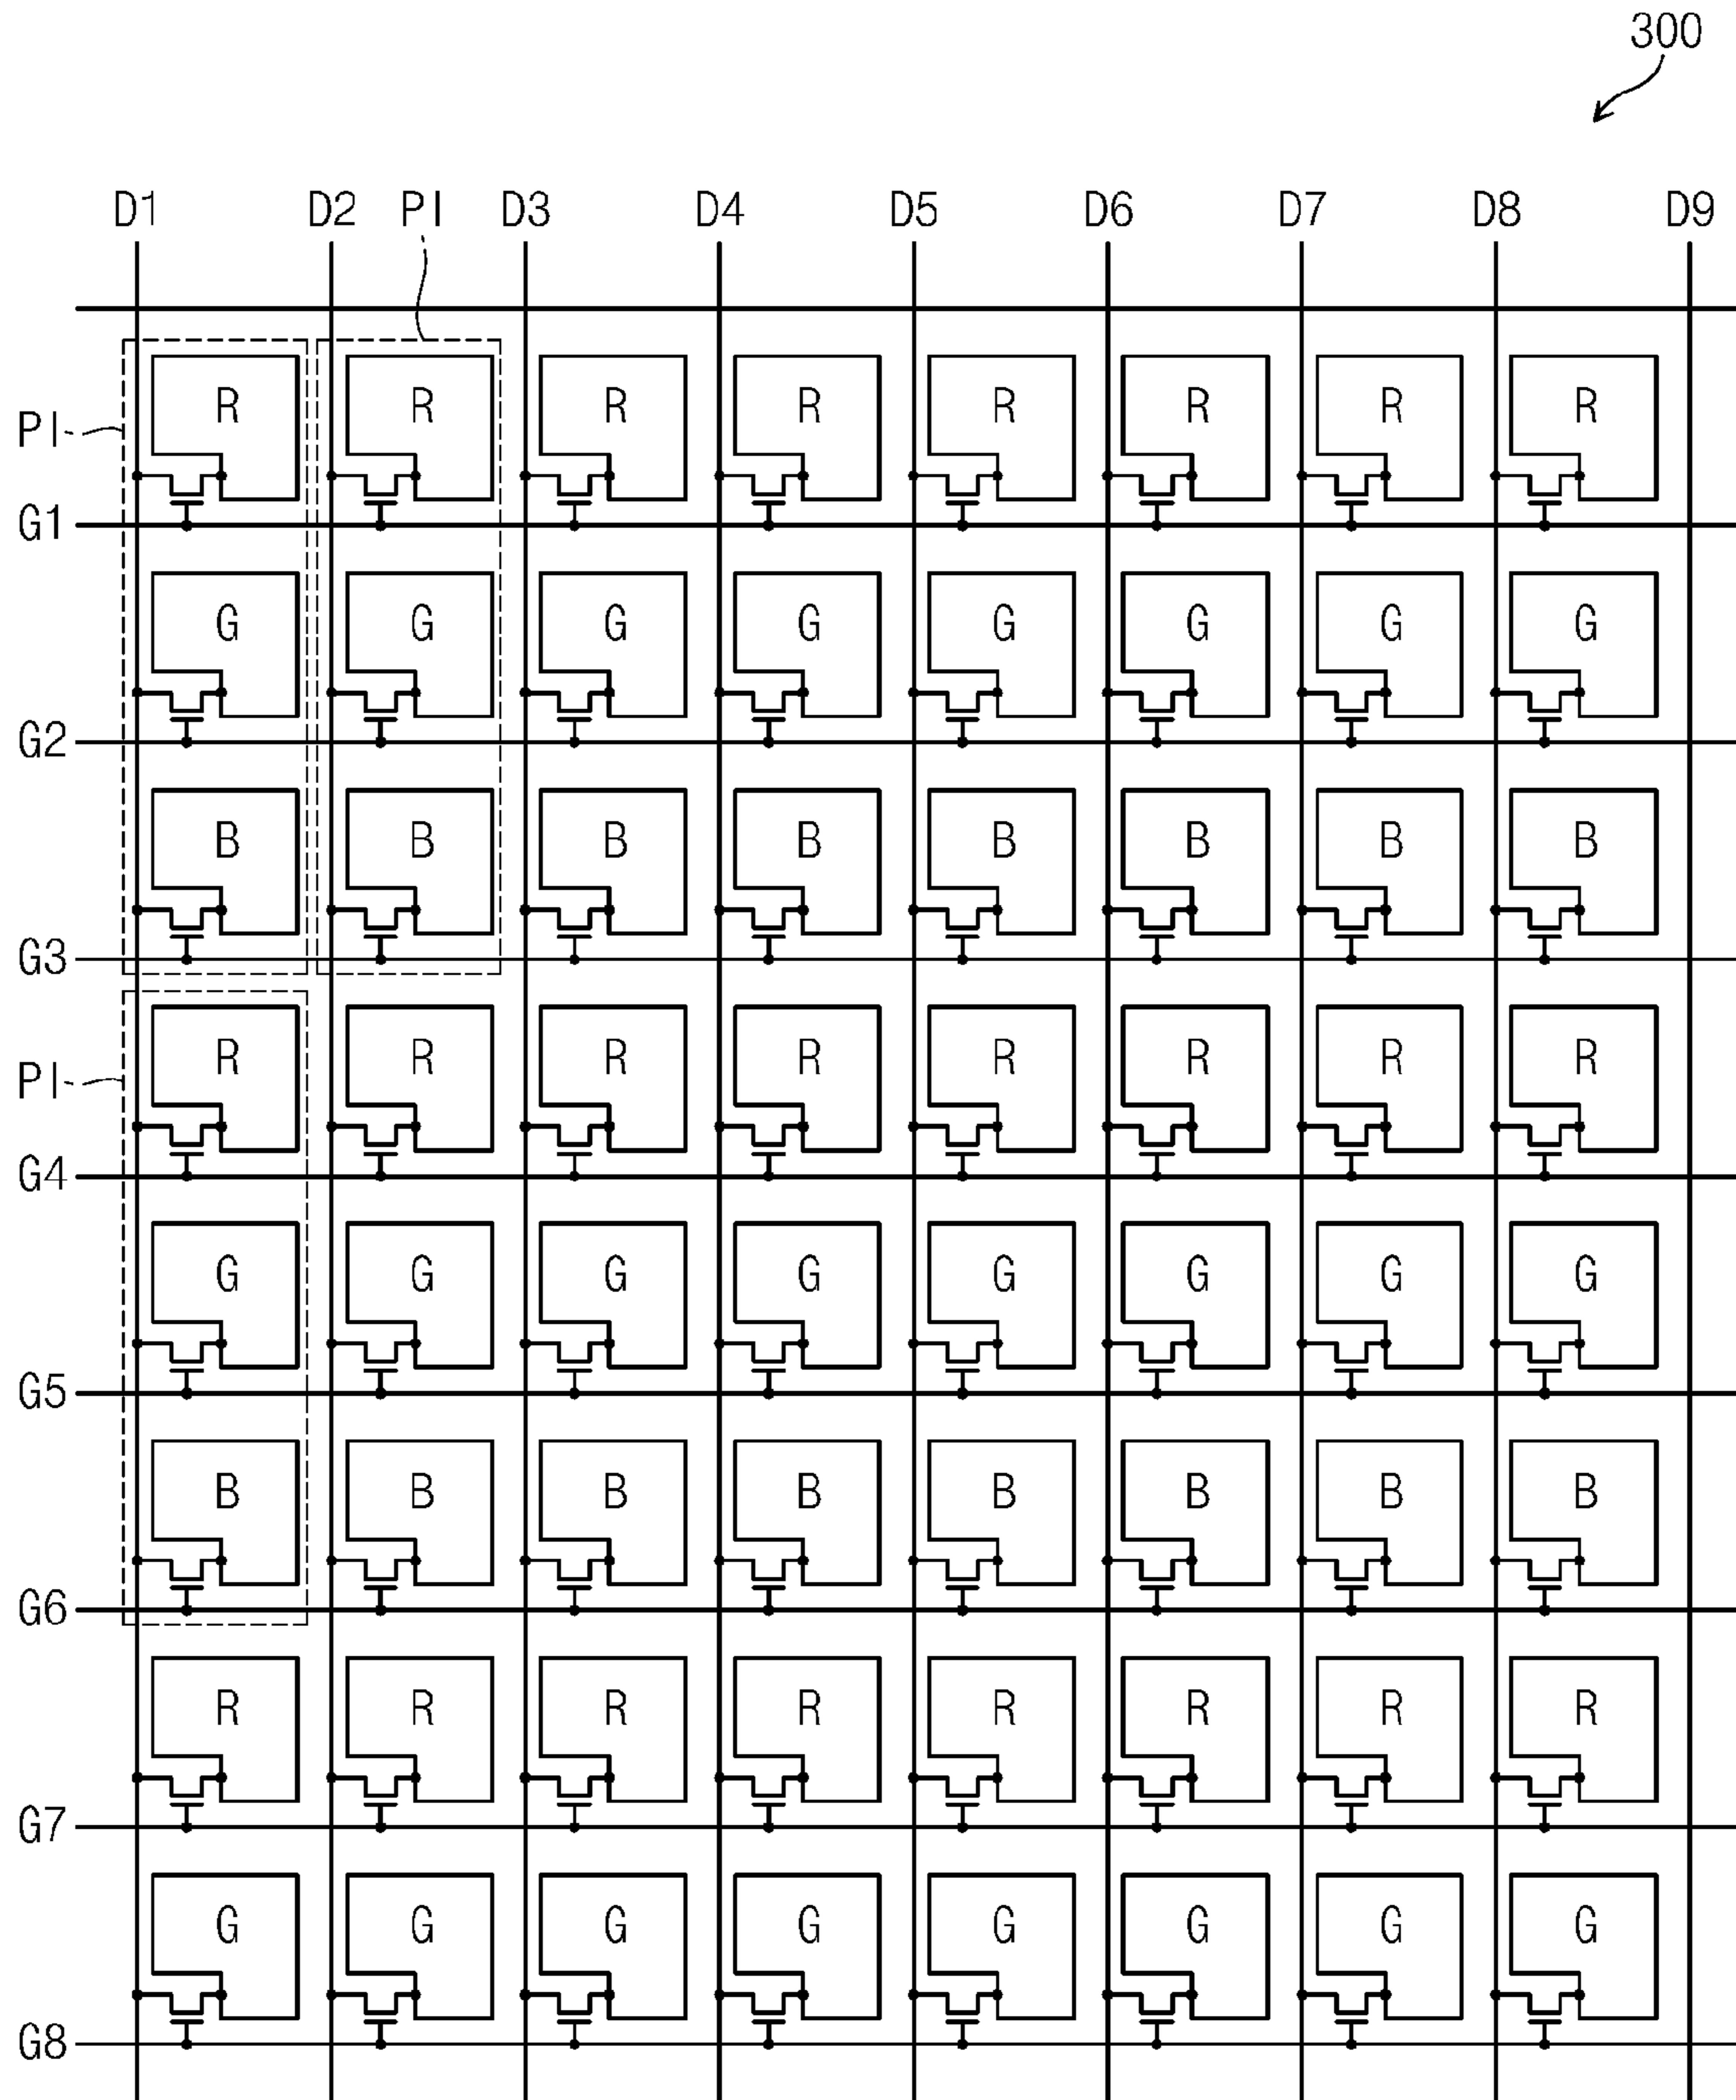 300
D1 D2 PI D3 D4 D5 D6 D7 D8 D9
R R R R R R R R
PI
G1
G G G G G G G G
G2
B B B B B B B B
G3
R R R R R R R R
PI
G4
G G G G G G G G
G5
B B B B B B B B
G6
R R R R R R R R
G7
G G G G G G G G
G8